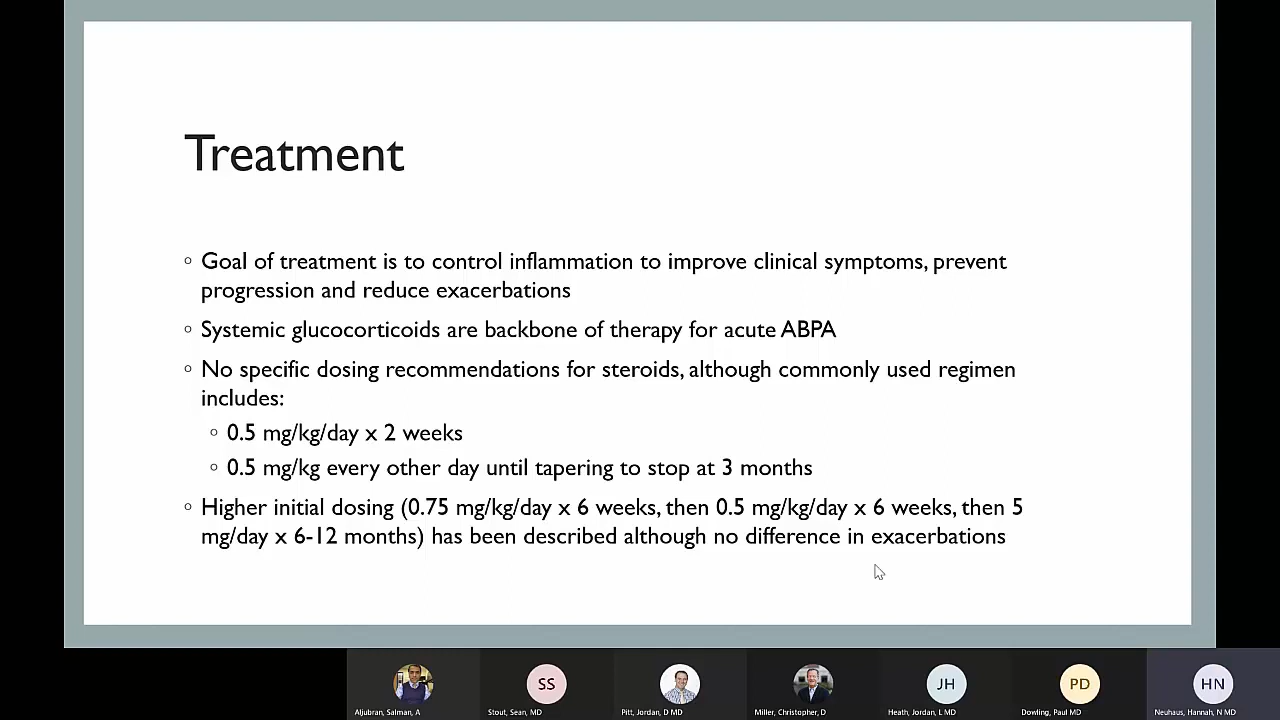 Treatment
Goal of treatment is to control inflammation to improve clinical symptoms, prevent
progression and reduce exacerbations
Systemic glucocorticoids are backbone of therapy for acute ABPA
No specific dosing recommendations for steroids, although commonly used regimen
includes:
0.5 mg/kg/day x 2 weeks
0.5 mg/kg every other day until tapering to stop at 3 months
Higher initial dosing (0.75 mg/kg/day x 6 weeks, then 0.5 mg/kg/day x 6 weeks, then 5
mg/day x 6-12 months) has been described although no difference in exacerbations
SS
JH
PD
HN
Aljubran, Salman, A
Stout, Sean, MD
Pitt, Jordan, D MD
Miller, Christopher, D
Heath, Jordan, L MD
Dowling, Paul MD
Neuhaus, Hannah, N MD